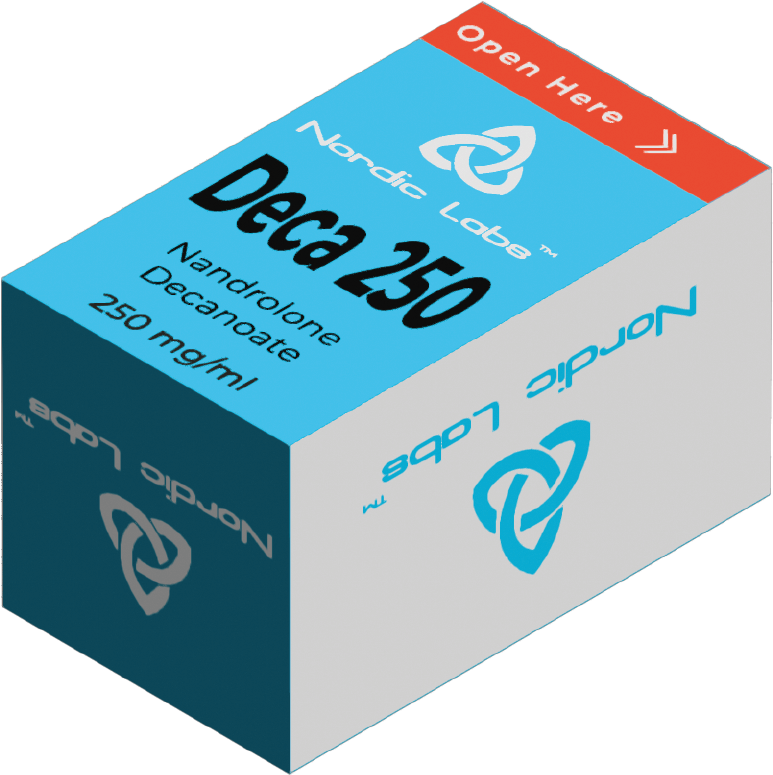 Open Here
Nordic Labs™
Deca 250
Nandrolone
Decanoate
250 mg/ml
Nordic Labs™
Nordic Labs™